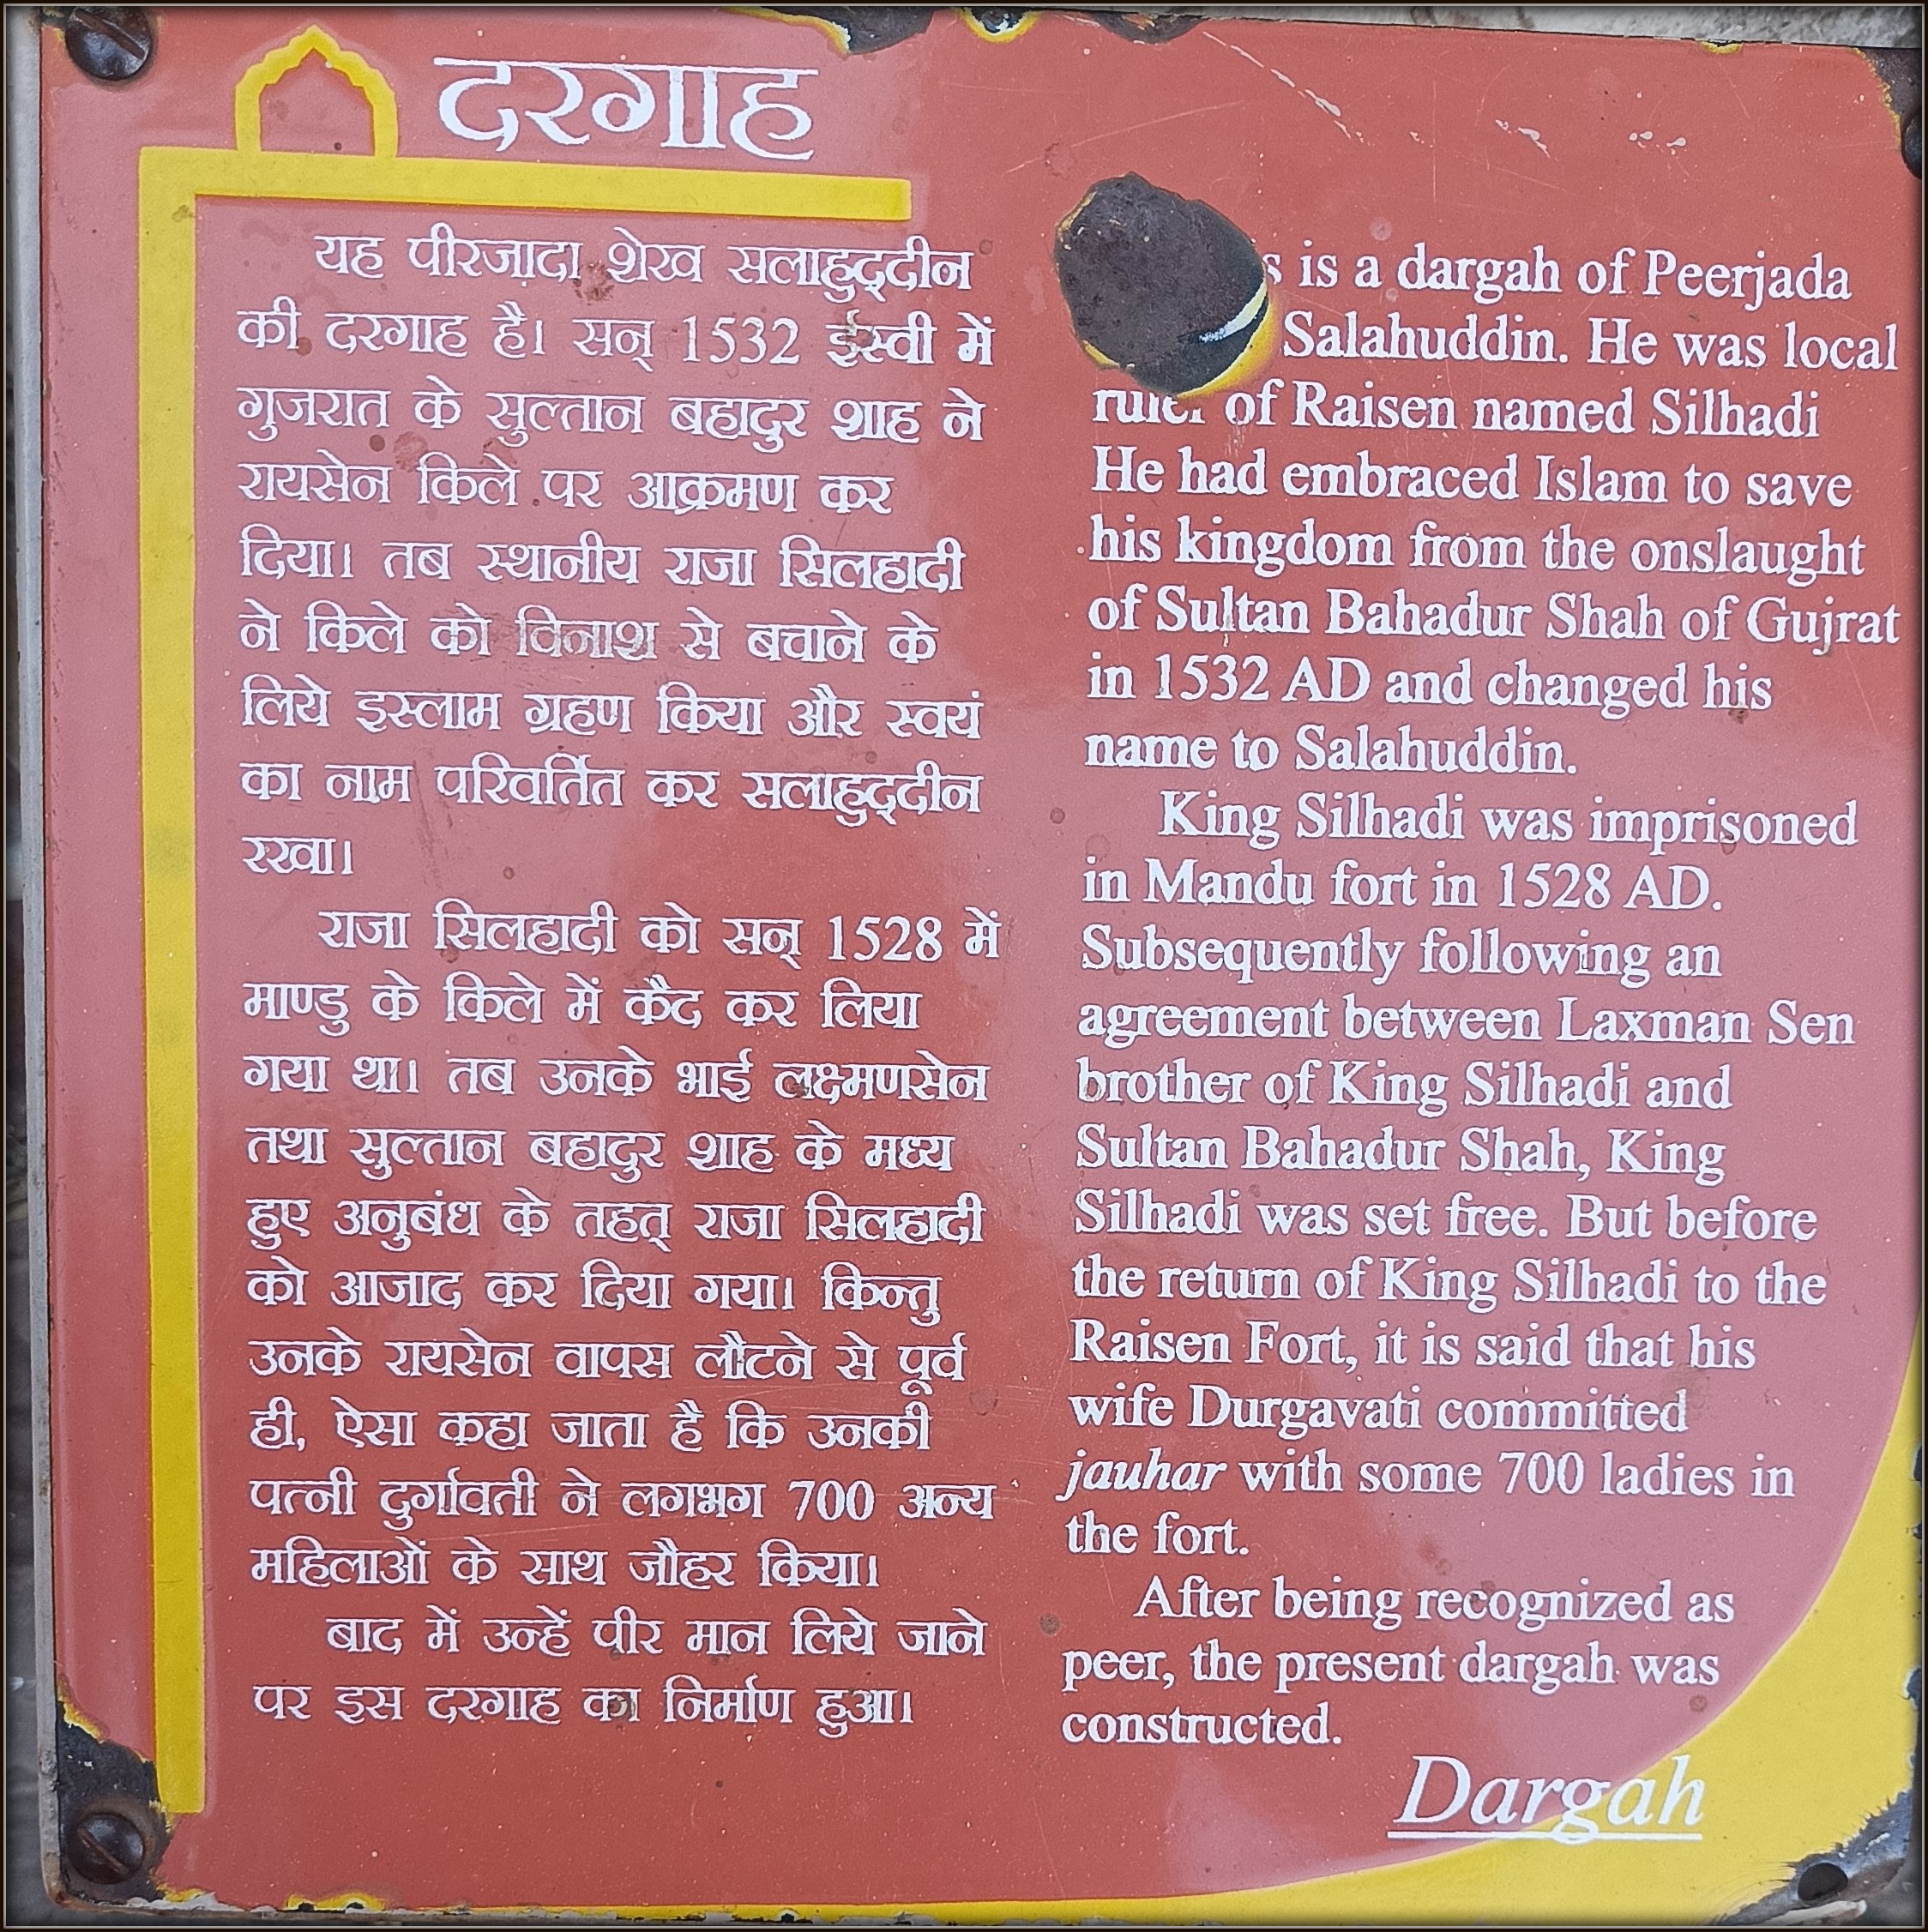 दरगाह
यह पीरज़ादा शेख सलाहुद्दीन
की दरगाह है। सन् 1532 ईस्वी में
गुजरात के सुल्तान बहादुर शाह ने
रायसेन किले पर आक्रमण कर
दिया। तब स्थानीय राजा सिलहादी
ने किले को विनाश से बचाने के
लिये इस्लाम ग्रहण किया और स्वयं
का नाम परिवर्तित कर सलाहुद्दीन
रखा।
राजा सिलहादी को सन् 1528 में
माण्डु के किले में कैद कर लिया
गया था। तब उनके भाई लक्ष्मणसेन
तथा सुल्तान बहादुर शाह के मध्य
हुए अनुबंध के तहत् राजा सिलहादी
को आजाद कर दिया गया। किन्तु
उनके रायसेन वापस लौटने से पूर्व
ही, ऐसा कहा जाता है कि उनकी
पत्नी दुर्गावती ने लगभग 700 अन्य
महिलाओं के साथ जौहर किया।
बाद में उन्हें पीर मान लिये जाने
पर इस दरगाह का निर्माण हुआ।
is a dargah of Peerjada
Salahuddin. He was local
ruler of Raisen named Silhadi
He had embraced Islam to save
his kingdom from the onslaught
of Sultan Bahadur Shah of Gujrat
in 1532 AD and changed his
name to Salahuddin.
King Silhadi was imprisoned
in Mandu fort in 1528 AD.
Subsequently following an
agreement between Laxman Sen
brother of King Silhadi and
Sultan Bahadur Shah, King
Silhadi was set free. But before
the return of King Silhadi to the
Raisen Fort, it is said that his
wife Durgavati committed
jauhar with some 700 ladies in
the fort.
After being recognized as
peer, the present dargah was
constructed.
Dargah